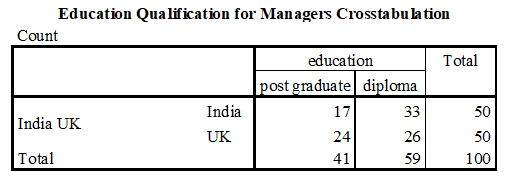 Education Qualification for Managers Crosstabulation
Count
education Total
post graduate diploma
India UK India 17 33 50
UK 24 26 50
Total 41 59 100